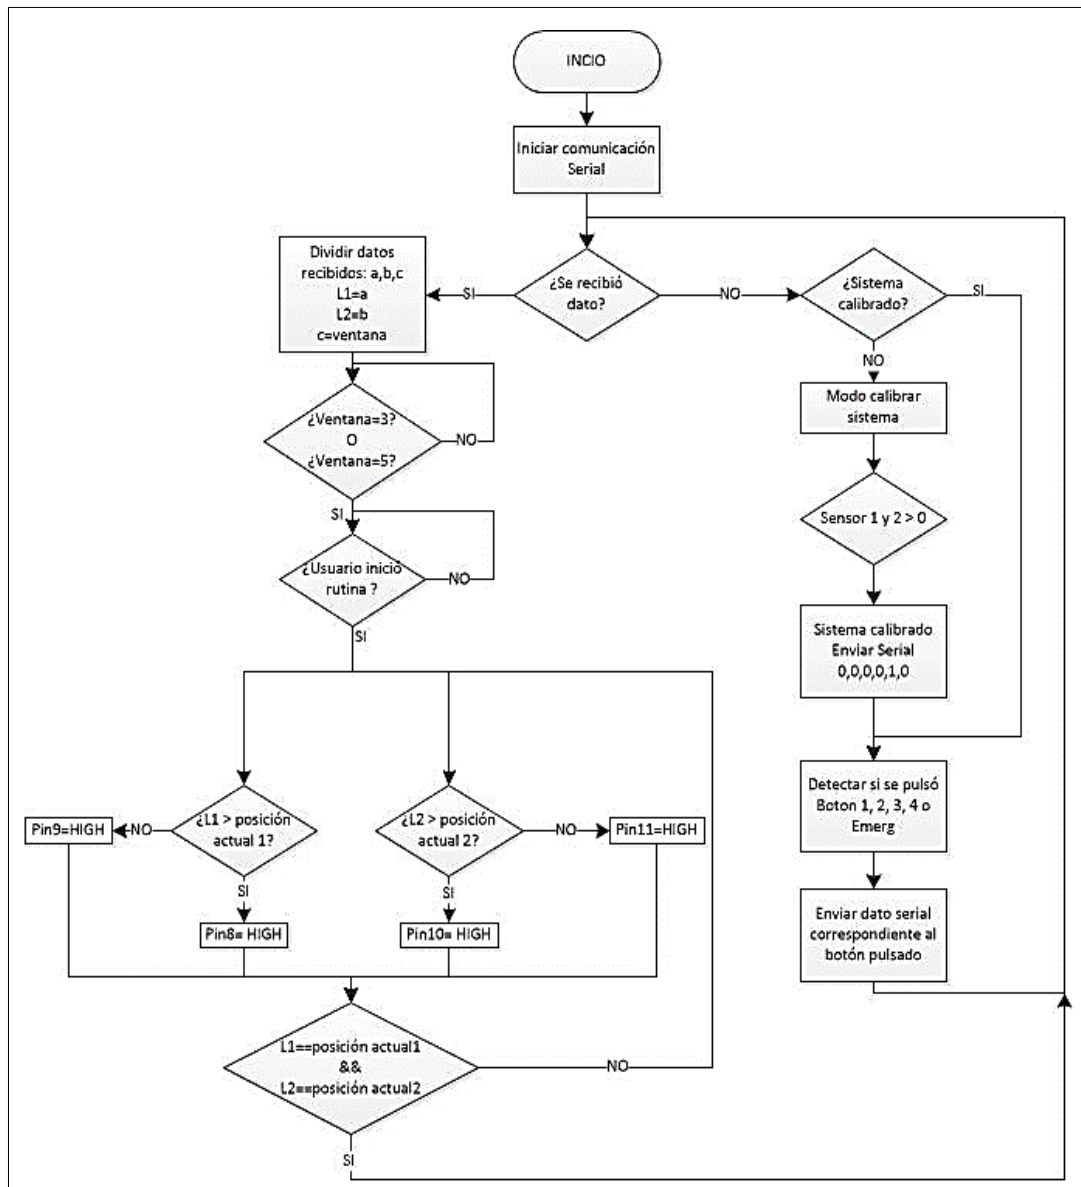 INCIO
Iniciar comunicación
Serial
Dividir datos
recibidos: a,b,c
L1=a
L2=b
c=ventana
SI
¿Se recibió
dato?
NO
¿Sistema
calibrado?
SI
NO
Modo calibrar
sistema
¿Ventana=3?
O
¿Ventana=5?
NO
SI
Sensor 1 y 2 > 0
¿Usuario inició
rutina ?
NO
SI
Sistema calibrado
Enviar Serial
0,0,0,0,1,0
Detectar si se pulsó
Boton 1, 2, 3, 4 o
Emerg
Pin9=HIGH
NO
¿L1 > posición
actual 1?
SI
Pin8= HIGH
¿L2 > posición
actual 2?
NO
Pin11=HIGH
SI
Pin10= HIGH
Enviar dato serial
correspondiente al
botón pulsado
L1==posición actual1
&&
L2==posición actual2
NO
SI